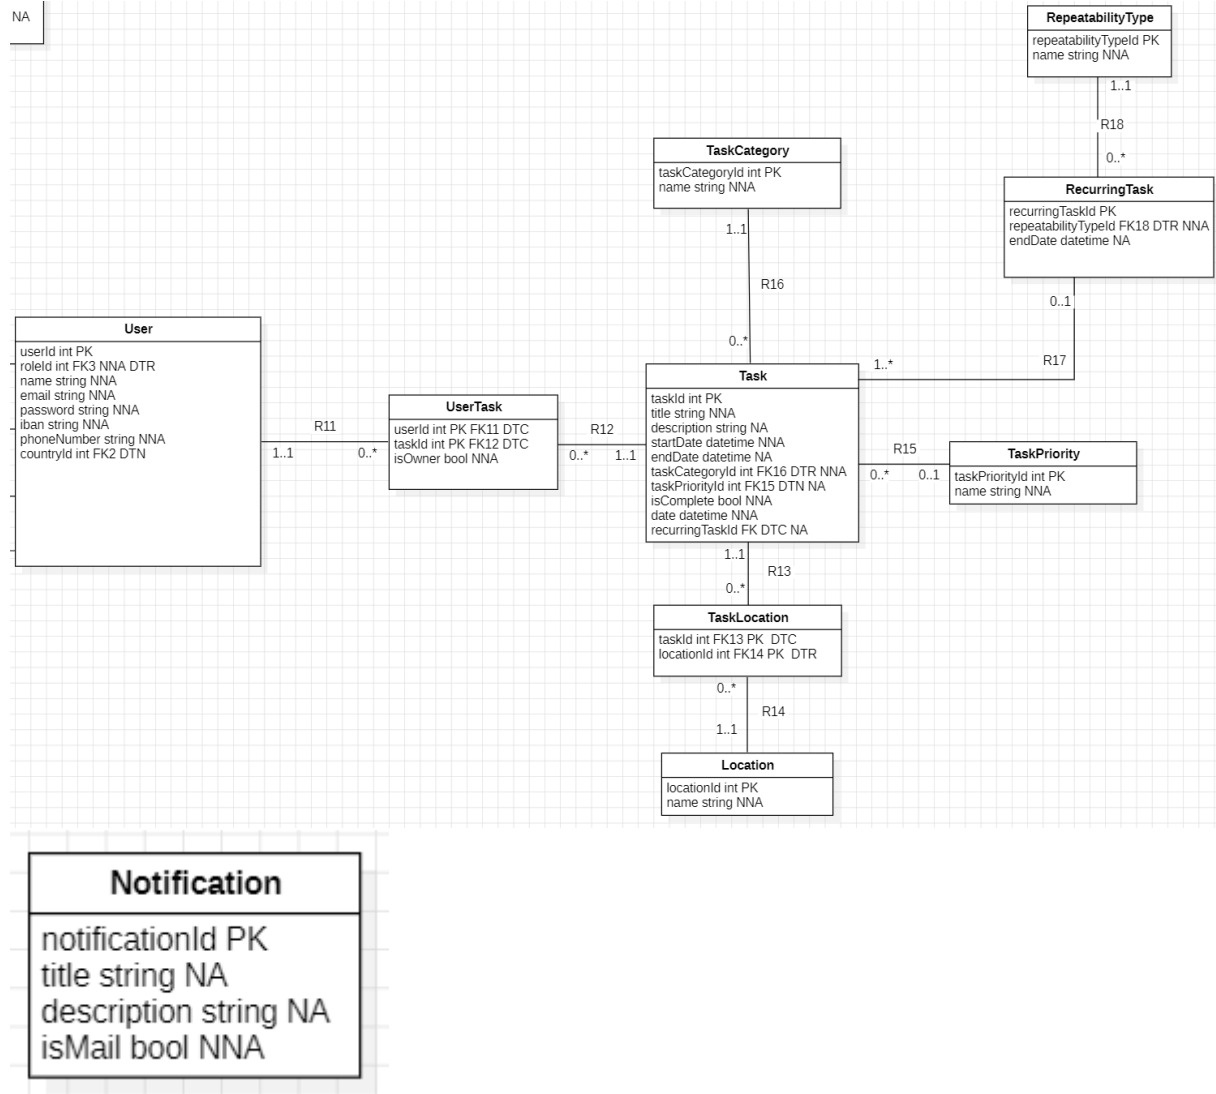 NA
RepeatabilityType
repeatabilityTypeId PK
name string NNA
1..1
R18
0..*
TaskCategory
taskCategoryId int PK
name string NNA
1..1
R16
0..*
RecurringTask
recurringTaskId PK
repeatabilityTypeId FK18 DTR NNA
endDate datetime NA
0..1
R17
1..*
User
userId int PK
roleId int FK3 NNA DTR
name string NNA
email string NNA
password string NNA
iban string NNA
phoneNumber string NNA
countryId int FK2 DTN
R11
1..1
0..*
UserTask
userId int PK FK11 DTC
taskId int PK FK12 DTC
isOwner bool NNA
R12
0..*
1..1
Task
taskId int PK
title string NNA
description string NA
startDate datetime NNA
endDate datetime NA
taskCategoryId int FK16 DTR NNA
taskPriorityId int FK15 DTN NA
isComplete bool NNA
date datetime NNA
recurringTaskId FK DTC NA
R15
0..*
0..1
TaskPriority
taskPriorityId int PK
name string NNA
1..1
R13
0..*
TaskLocation
taskId int FK13 PK  DTC
locationId int FK14 PK  DTR
0..*
R14
1..1
Location
locationId int PK
name string NNA
Notification
notificationId PK
title string NA
description string NA
isMail bool NNA